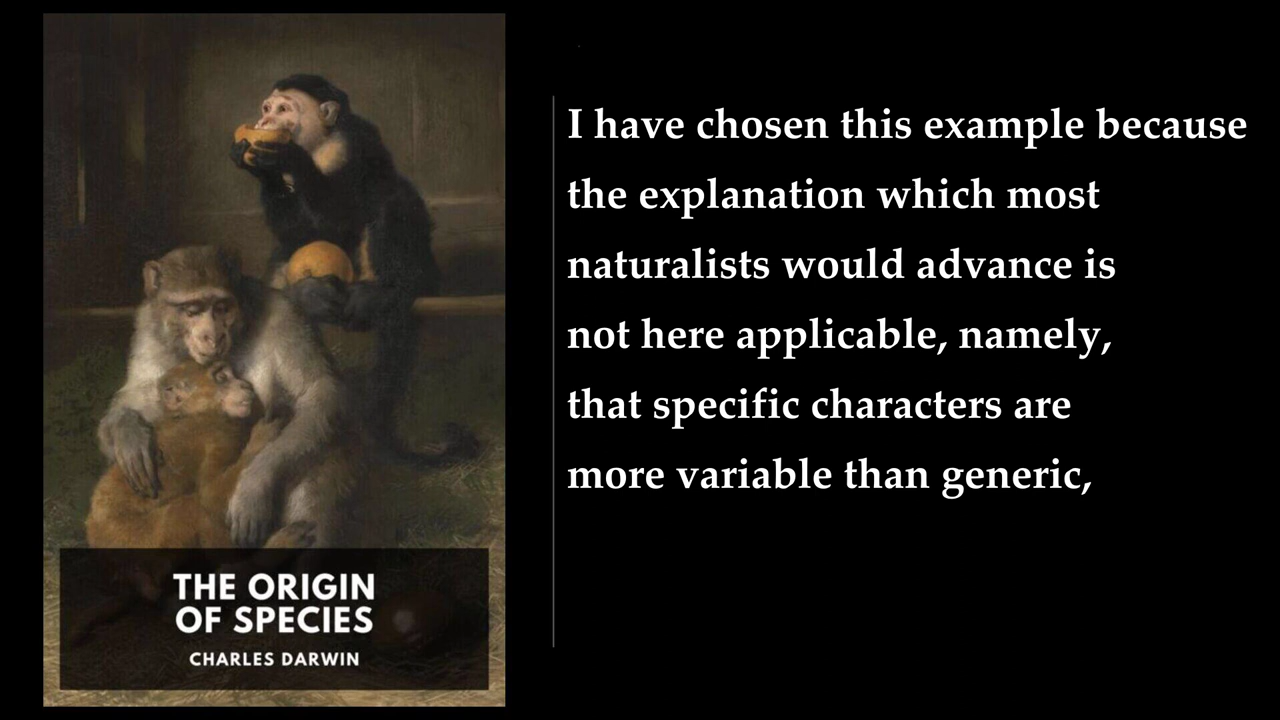 I have chosen this example because
the explanation which most
naturalists would advance is
not here applicable, namely,
that specific characters are
more variable than generic,
THE ORIGIN
OF SPECIES
CHARLES DARWIN